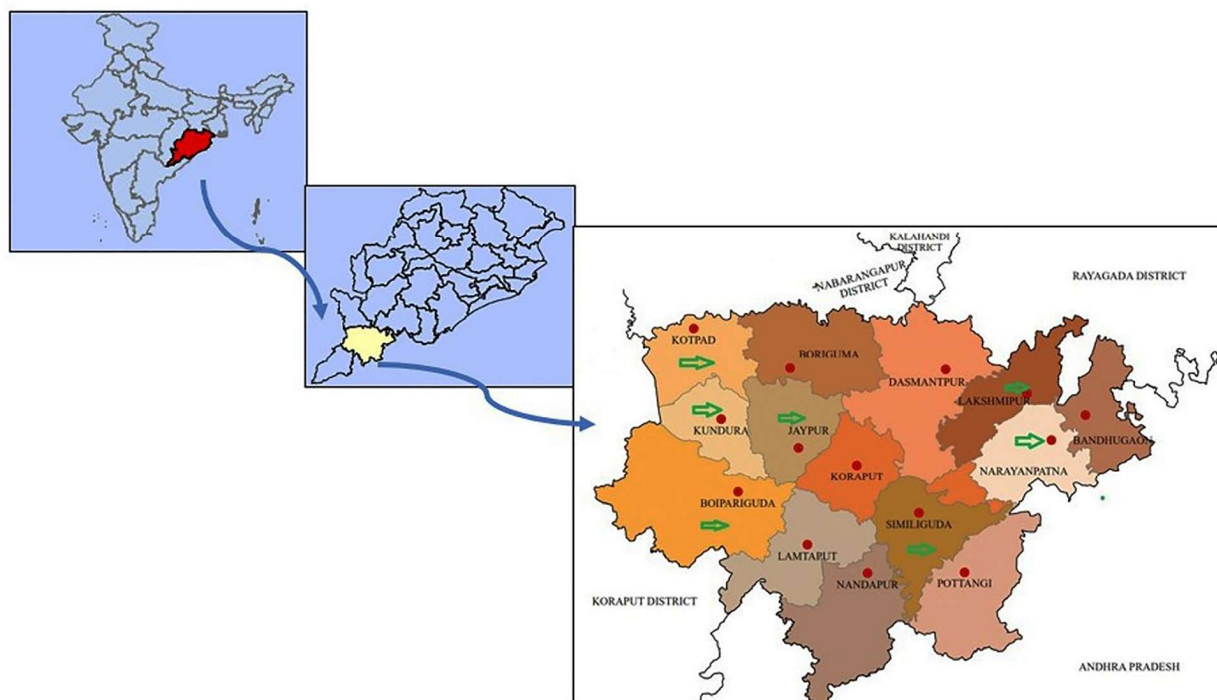 KALAHANDI
DISTRICT
NABARANGAPUR
DISTRICT
RAYAGADA DISTRICT
KOTPAD
BORIGUMA
DASMANTPUR
LAKSHMIPUR
KUNDURA
JAYPUR
BANDHUGAON
KORAPUT
NARAYANPATNA
BOIPARIGUDA
SIMILIGUDA
LAMTAPUT
NANDAPUR
POTTANGI
KORAPUT DISTRICT
ANDHRA PRADESH